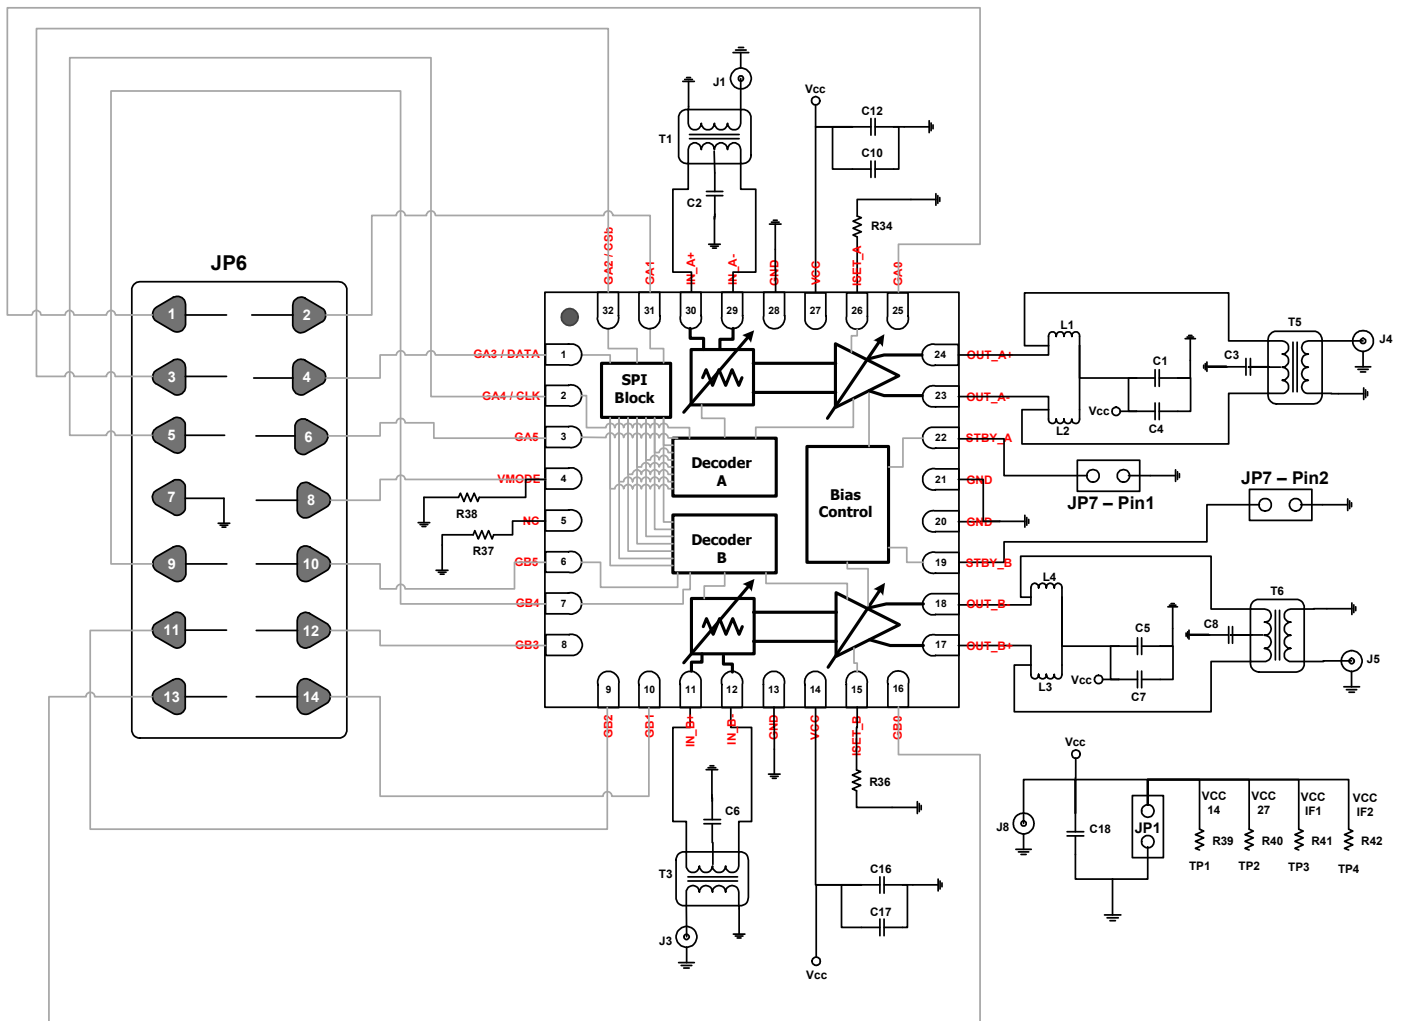 JP6
1
2
3
4
5
6
7
8
9
10
11
12
13
14
J1
T1
C2
Vcc
C12
C10
R34
GA2 / CSb
GA1
IN_A+
IN_A-
GND
VCC
ISET_A
GA0
32
31
30
29
28
27
26
25
GA3 / DATA
GA4 / CLK
GA5
VMODE
NC
GB5
GB4
GB3
1
2
3
4
5
6
7
8
R38
R37
SPI
Block
Decoder
A
Decoder
B
Bias
Control
24
23
22
21
20
19
18
17
OUT_A+
OUT_A-
STBY_A
GND
GND
STBY_B
OUT_B-
OUT_B+
L1
L2
C1
Vcc
C4
C3
T5
J4
JP7 – Pin1
JP7 – Pin2
L4
L3
C5
Vcc
C7
C8
T6
J5
9
10
11
12
13
14
15
16
GB2
GB1
IN_B+
IN_B-
GND
VCC
ISET_B
GB0
R36
C6
T3
J3
C16
C17
Vcc
Vcc
J8
C18
JP1
VCC
14
R39
TP1
VCC
27
R40
TP2
VCC
IF1
R41
TP3
VCC
IF2
R42
TP4